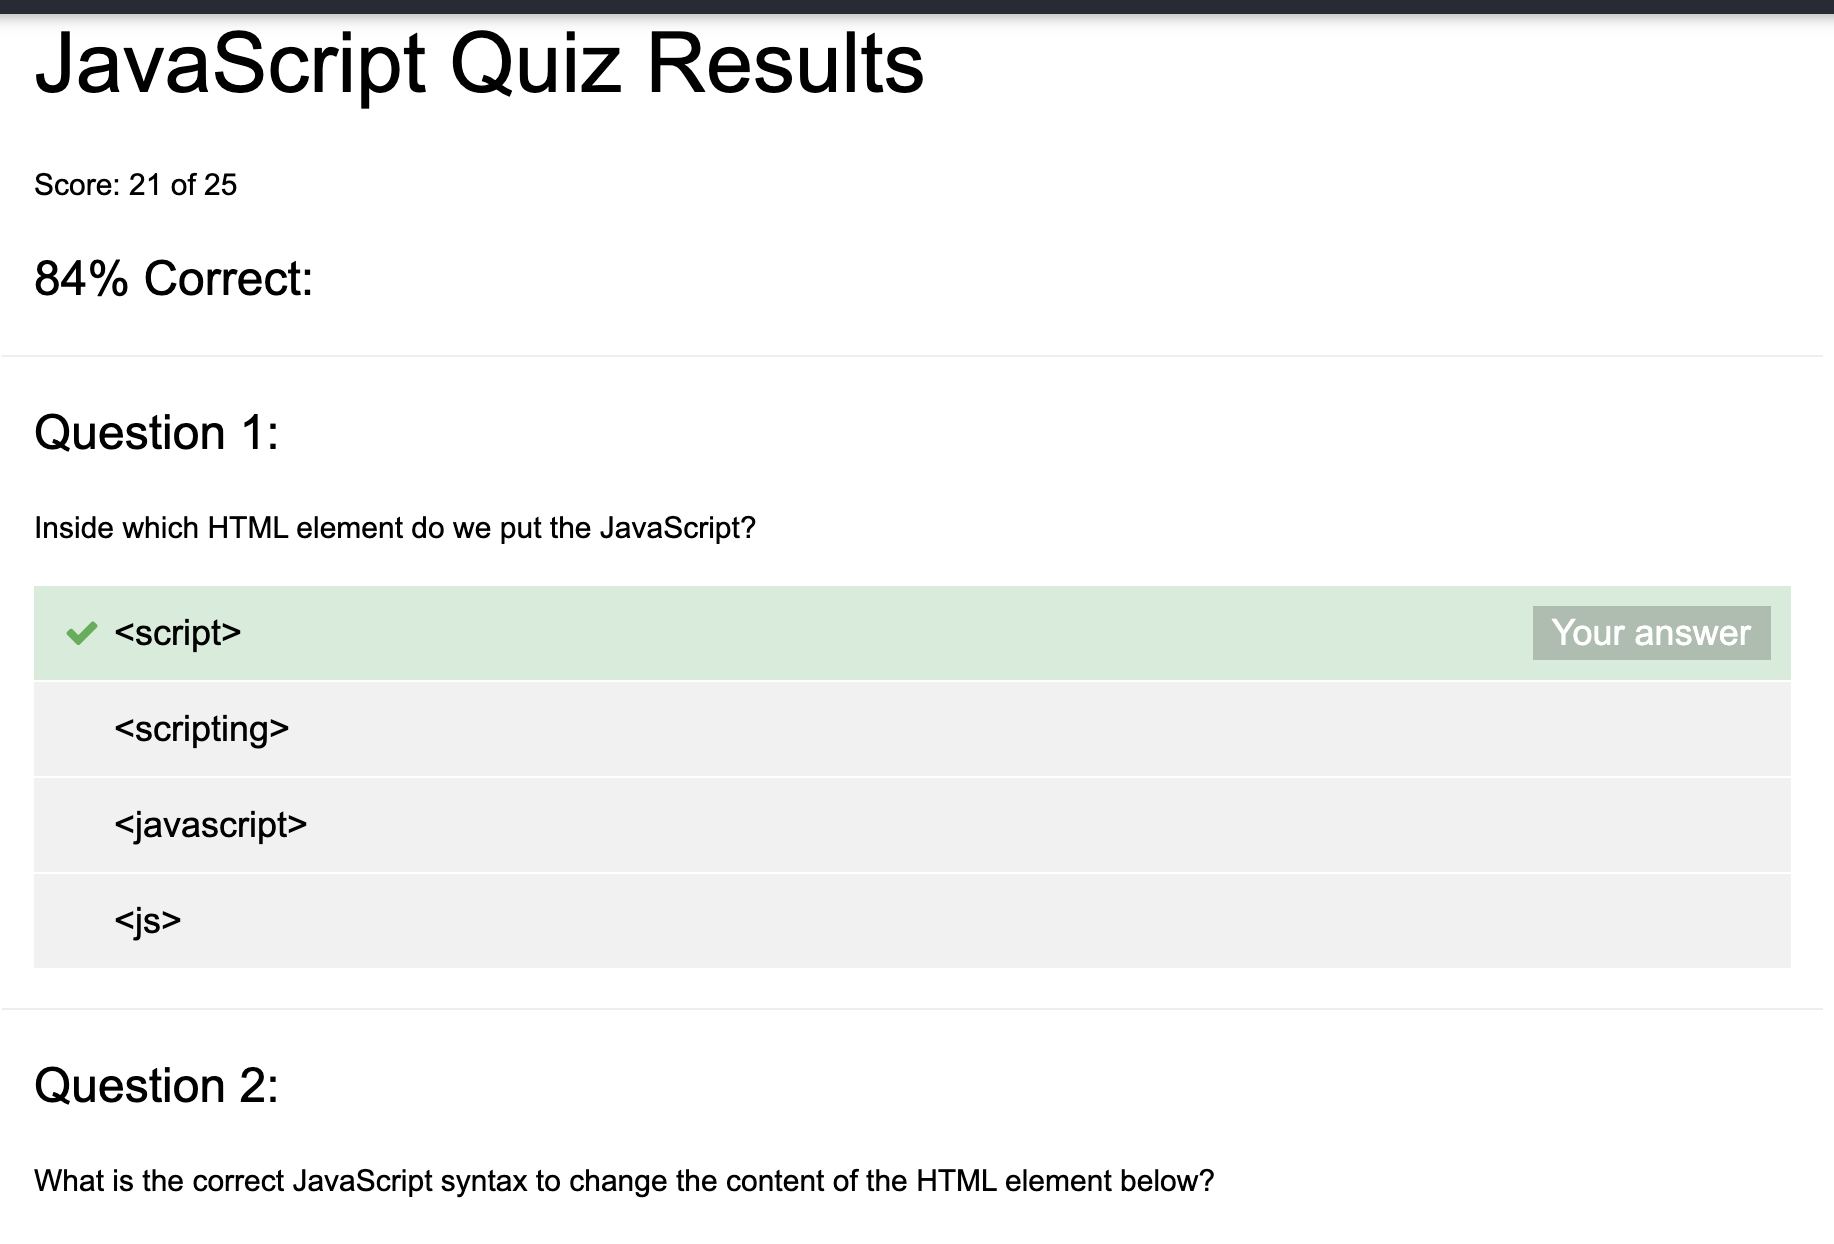 JavaScript Quiz Results
Score: 21 of 25
84% Correct:
Question 1:
Inside which HTML element do we put the JavaScript?
<script> Your answer
<scripting>
<javascript>
<js>
Question 2:
What is the correct JavaScript syntax to change the content of the HTML element below?